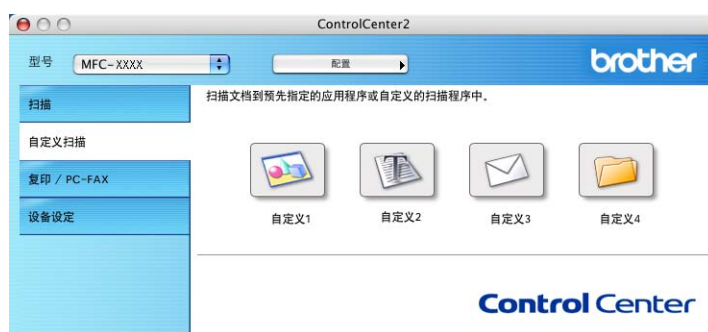 ControlCenter2
型号 MFC-XXXX 配置 brother
扫描
扫描文档到预先指定的应用程序或自定义的扫描程序中。
自定义扫描
复印 / PC-FAX
设备设定
自定义1 自定义2 自定义3 自定义4
Control Center